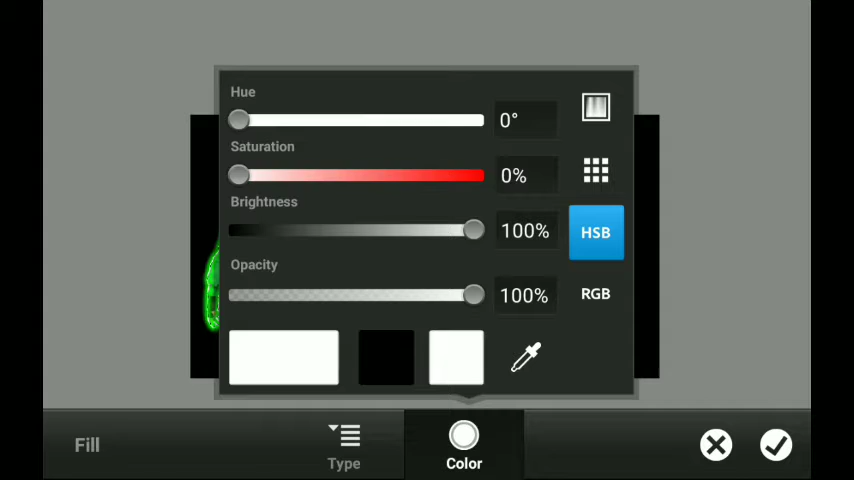 Hue
0°
Saturation
0%
Brightness
100%
HSB
Opacity
100%
RGB
Fill
Type
Color